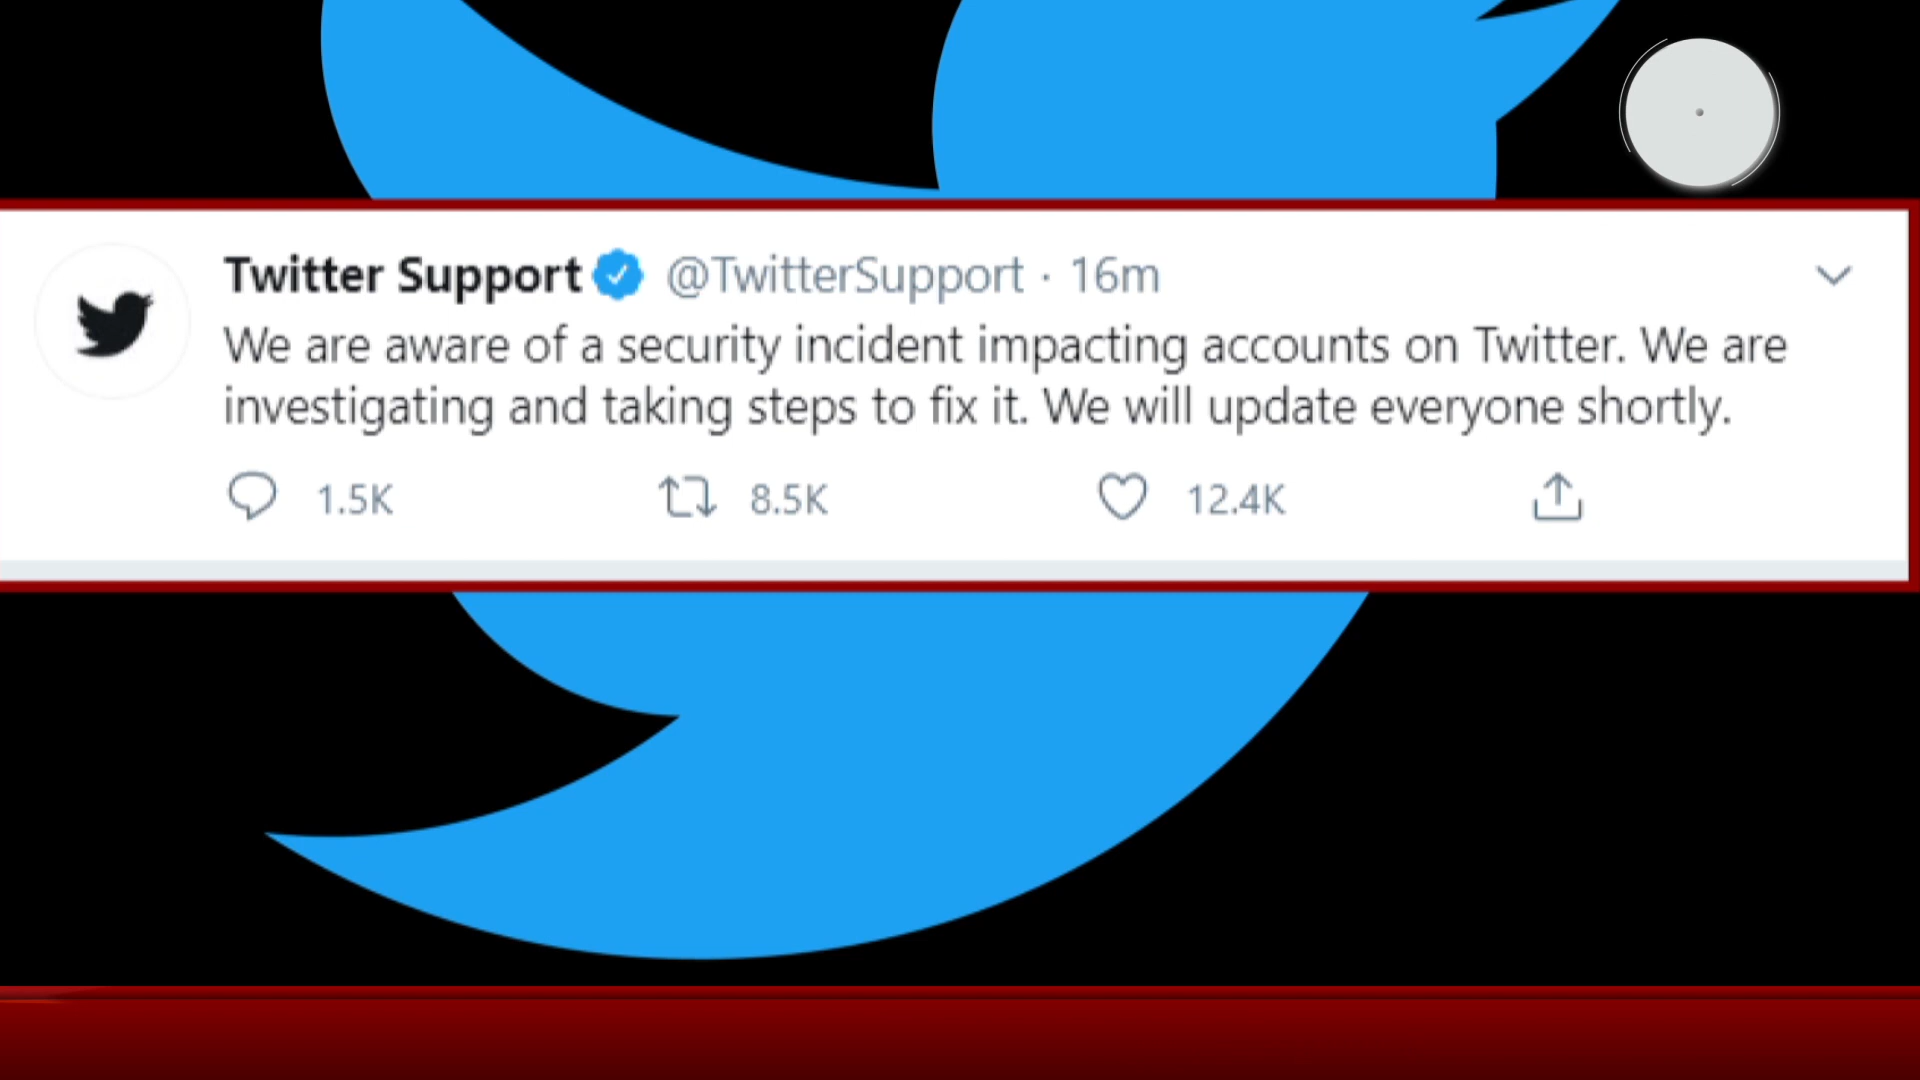 Twitter Support @TwitterSupport · 16m
We are aware of a security incident impacting accounts on Twitter. We are
investigating and taking steps to fix it. We will update everyone shortly.
1.5K 8.5K 12.4K